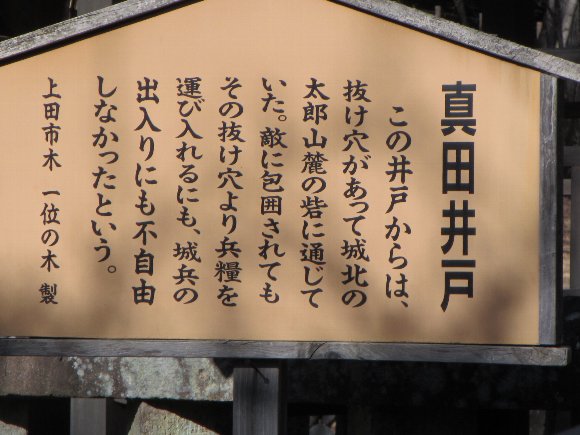 真田井戸
この井戸からは、
抜け穴があって城北の
太郎山麓の砦に通じて
いた。敵に包囲されても
その抜け穴より兵糧を
運び入れるにも、城兵の
出入りにも不自由
しなかったという。
上田市木 一位の木 製